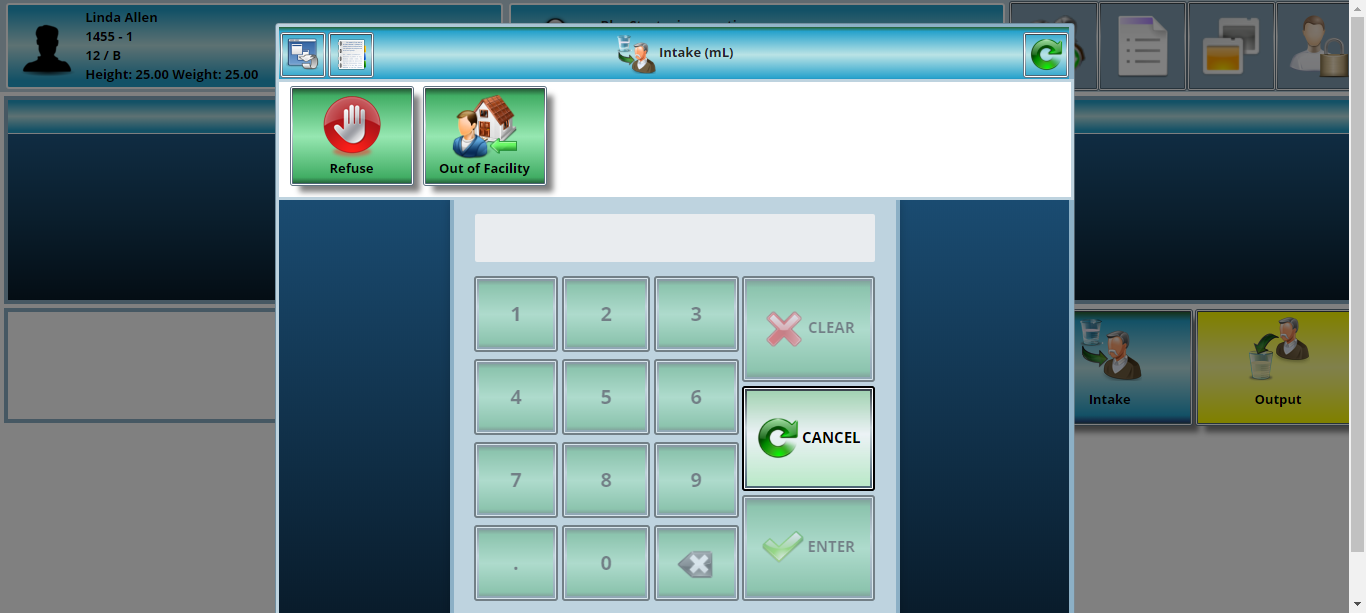 Linda Allen
1455 - 1
12 / B
Height: 25.00 Weight: 25.00
Intake (mL)
Refuse
Out of Facility
1
2
3
CLEAR
4
5
6
CANCEL
7
8
9
ENTER
.
0
Intake
Output